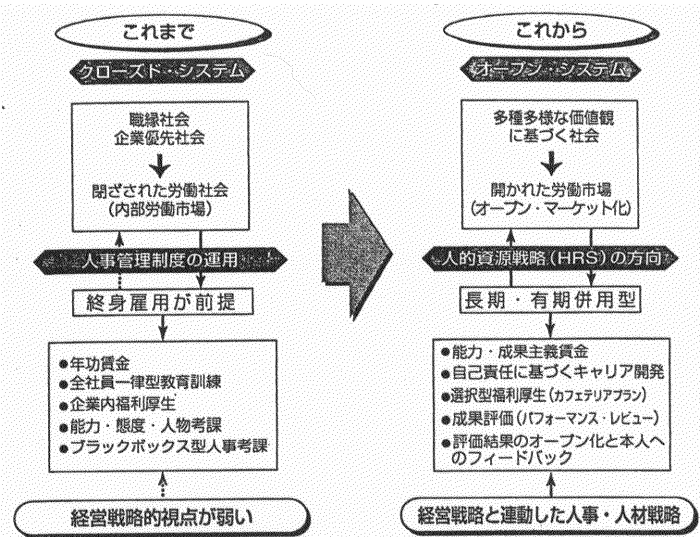 これまで
クローズド・システム
職縁社会
企業優先社会
閉ざされた労働社会
(内部労働市場)
人事管理制度の運用
終身雇用が前提
●年功賃金
●全社員一律型教育訓練
●企業内福利厚生
●能力・態度・人物考課
●ブラックボックス型人事考課
経営戦略的視点が弱い
これから
オープン・システム
多種多様な価値観
に基づく社会
開かれた労働市場
(オープン・マーケット化)
人的資源戦略(HRS)の方向
長期・有期併用型
●能力・成果主義賃金
●自己責任に基づくキャリア開発
●選択型福利厚生(カフェテリアプラン)
●成果評価(パフォーマンス・レビュー)
●評価結果のオープン化と本人へ
のフィードバック
経営戦略と連動した人事・人材戦略